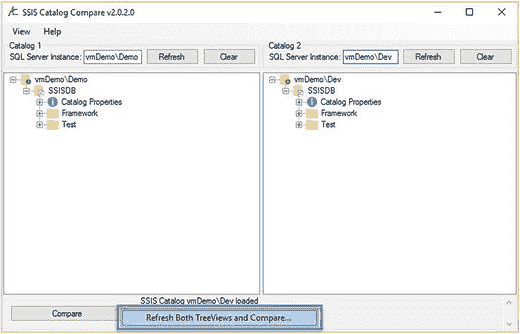 SSIS Catalog Compare v2.0.2.0
View Help
Catalog 1
SQL Server Instance: vmDemo\Demo Refresh Clear
Catalog 2
SQL Server Instance: vmDemo\Dev Refresh Clear
vmDemo\Demo
SSISDB
Catalog Properties
Framework
Test
vmDemo\Dev
SSISDB
Catalog Properties
Framework
Test
SSIS Catalog vmDemo\Dev loaded
Compare
Refresh Both TreeViews and Compare...